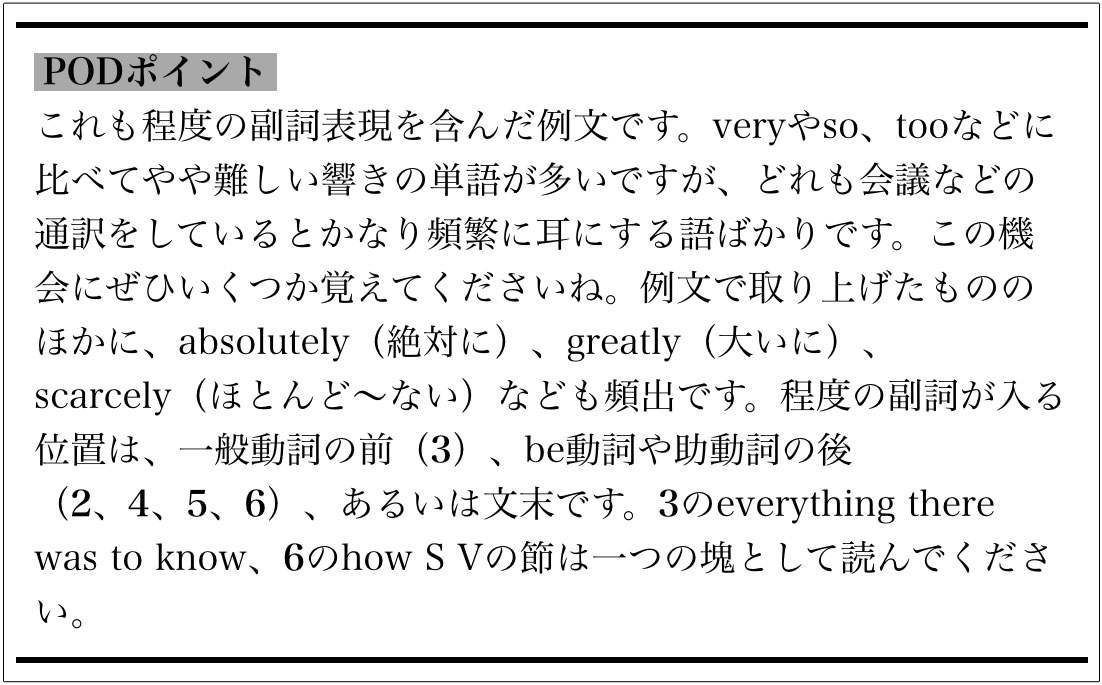 PODポイント
これも程度の副詞表現を含んだ例文です。veryやso、tooなどに
比べてやや難しい響きの単語が多いですが、どれも会議などの
通訳をしているとかなり頻繁に耳にする語ばかりです。この機
会にぜひいくつか覚えてくださいね。例文で取り上げたものの
ほかに、absolutely（絶対に）、greatly（大いに）、
scarcely（ほとんど〜ない）なども頻出です。程度の副詞が入る
位置は、一般動詞の前（3）、be動詞や助動詞の後
（2、4、5、6）、あるいは文末です。3のeverything there
was to know、6のhow S Vの節は一つの塊として読んでくださ
い。